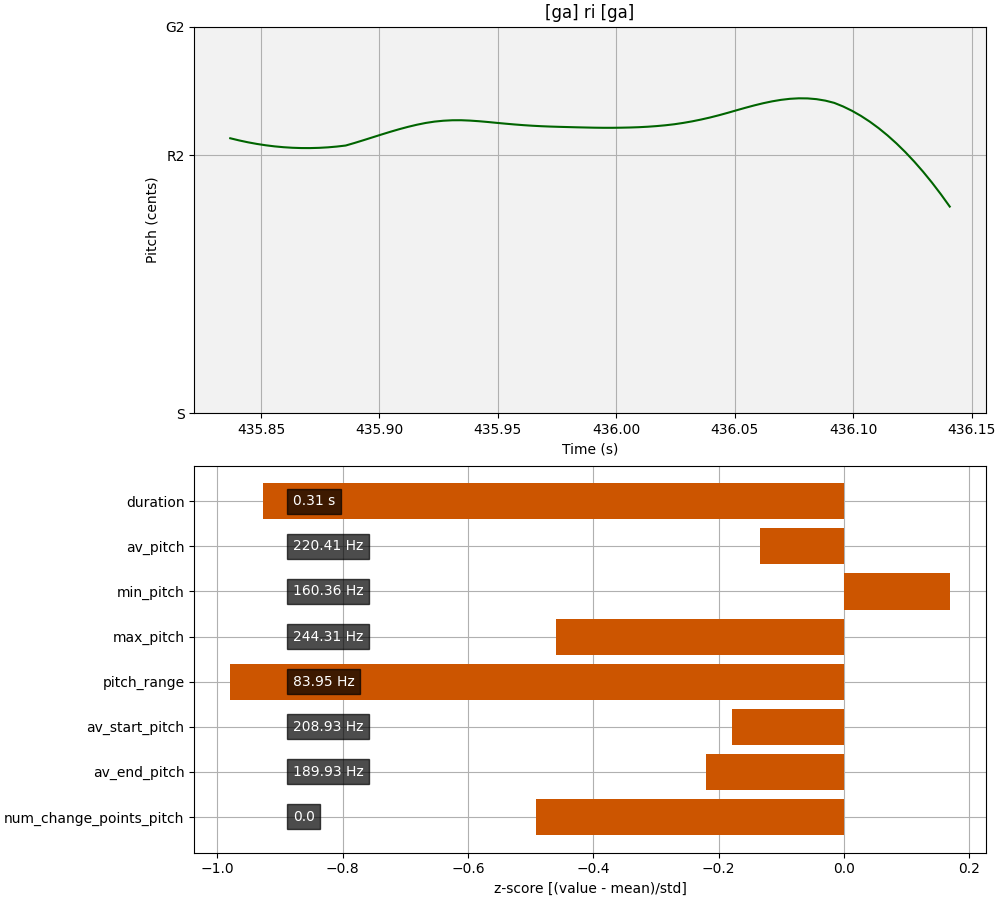 [ga] ri [ga]
G2
R2
S
Pitch (cents)
435.85 435.90 435.95 436.00 436.05 436.10 436.15
Time (s)
duration 0.31 s
av_pitch 220.41 Hz
min_pitch 160.36 Hz
max_pitch 244.31 Hz
pitch_range 83.95 Hz
av_start_pitch 208.93 Hz
av_end_pitch 189.93 Hz
num_change_points_pitch 0.0
−1.0 −0.8 −0.6 −0.4 −0.2 0.0 0.2
z-score [(value - mean)/std]